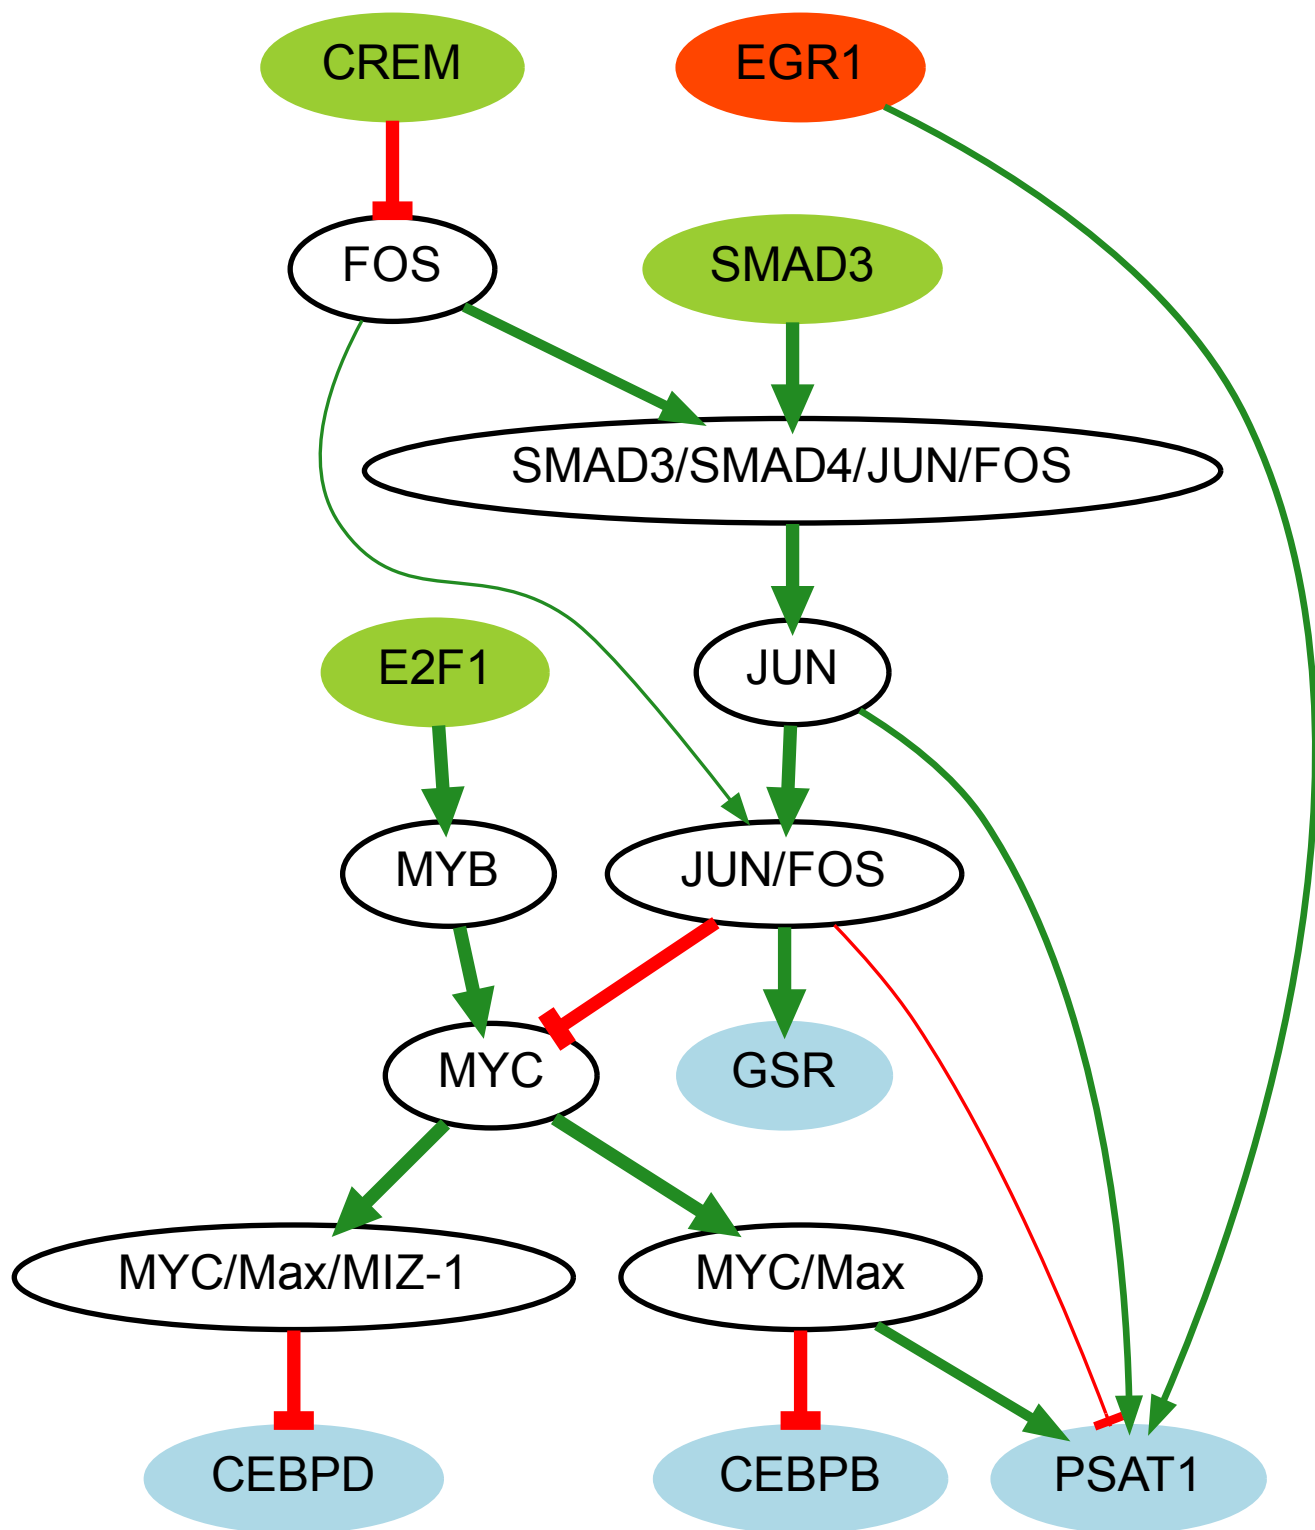 CREM
EGR1
FOS
SMAD3
SMAD3/SMAD4/JUN/FOS
E2F1
JUN
MYB
JUN/FOS
MYC
GSR
MYC/Max/MIZ-1
MYC/Max
CEBPD
CEBPB
PSAT1